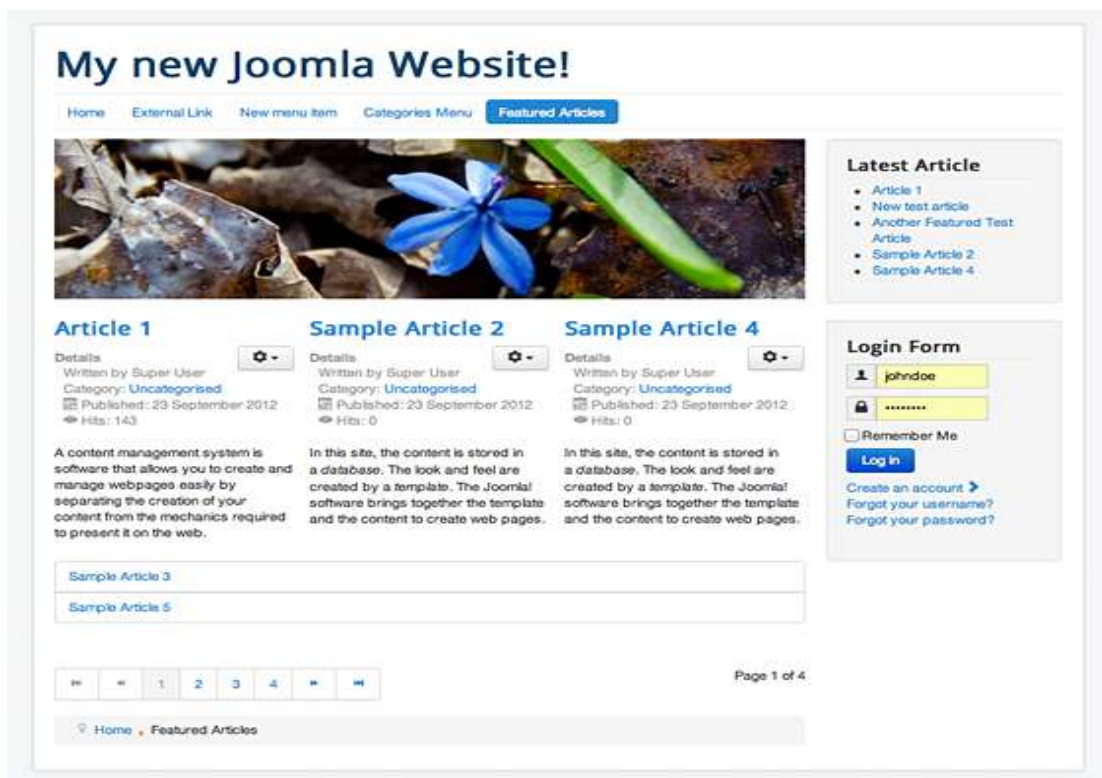 My new Joomla Website!
Home External Link New menu item Categories Menu Featured Articles
Latest Article
Article 1
New test article
Another Featured Test
Article
Sample Article 2
Sample Article 4
Article 1
Details
Written by Super User
Category: Uncategorised
Published: 23 September 2012
Hits: 143
A content management system is
software that allows you to create and
manage webpages easily by
separating the creation of your
content from the mechanics required
to present it on the web.
Sample Article 2
Details
Written by Super User
Category: Uncategorised
Published: 23 September 2012
Hits: 0
In this site, the content is stored in
a database. The look and feel are
created by a template. The Joomla!
software brings together the template
and the content to create web pages.
Sample Article 4
Details
Written by Super User
Category: Uncategorised
Published: 23 September 2012
Hits: 0
In this site, the content is stored in
a database. The look and feel are
created by a template. The Joomla!
software brings together the template
and the content to create web pages.
Login Form
johndoe
••••••••
Remember Me
Log in
Create an account
Forgot your username?
Forgot your password?
Sample Article 3
Sample Article 5
1 2 3 4
Page 1 of 4
Home Featured Articles